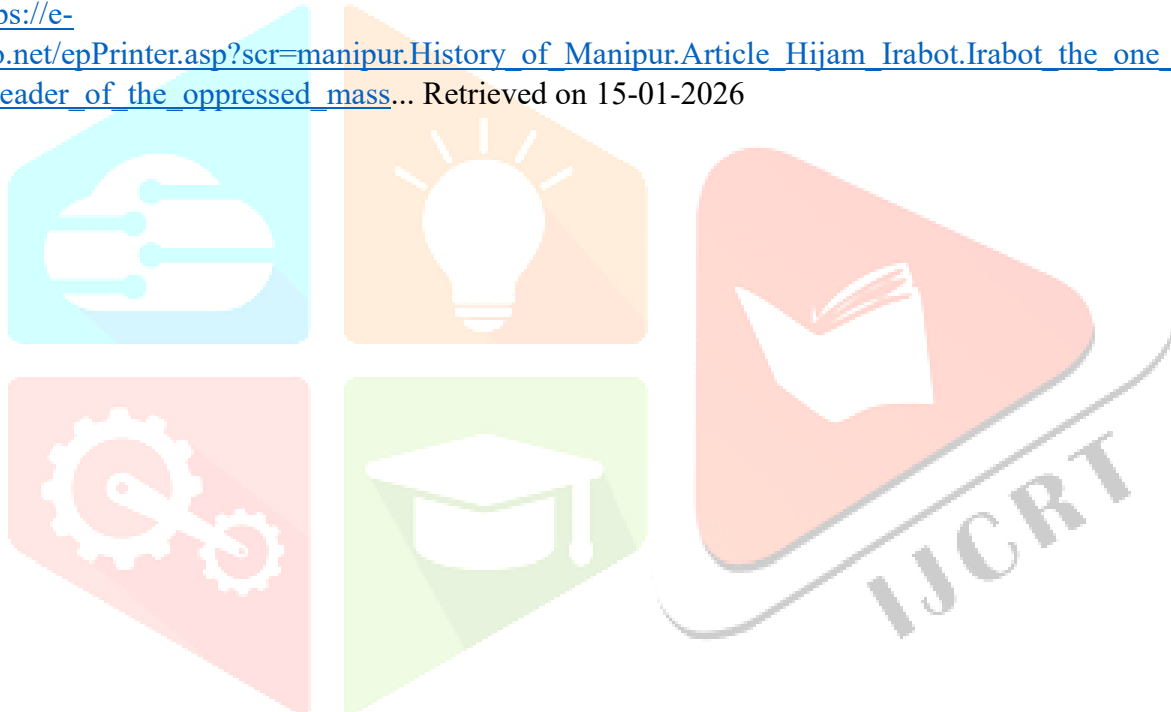 ps://e-
o.net/epPrinter.asp?scr=manipur.History_of_Manipur.Article_Hijam_Irabot.Irabot_the_one_
eader_of_the_oppressed_mass... Retrieved on 15-01-2026
IJCRT